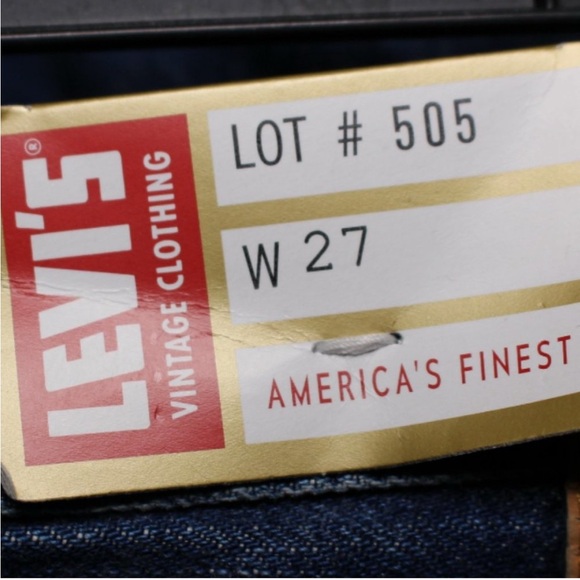 LEVI'S®
VINTAGE CLOTHING
LOT # 505
W 27
AMERICA'S FINEST